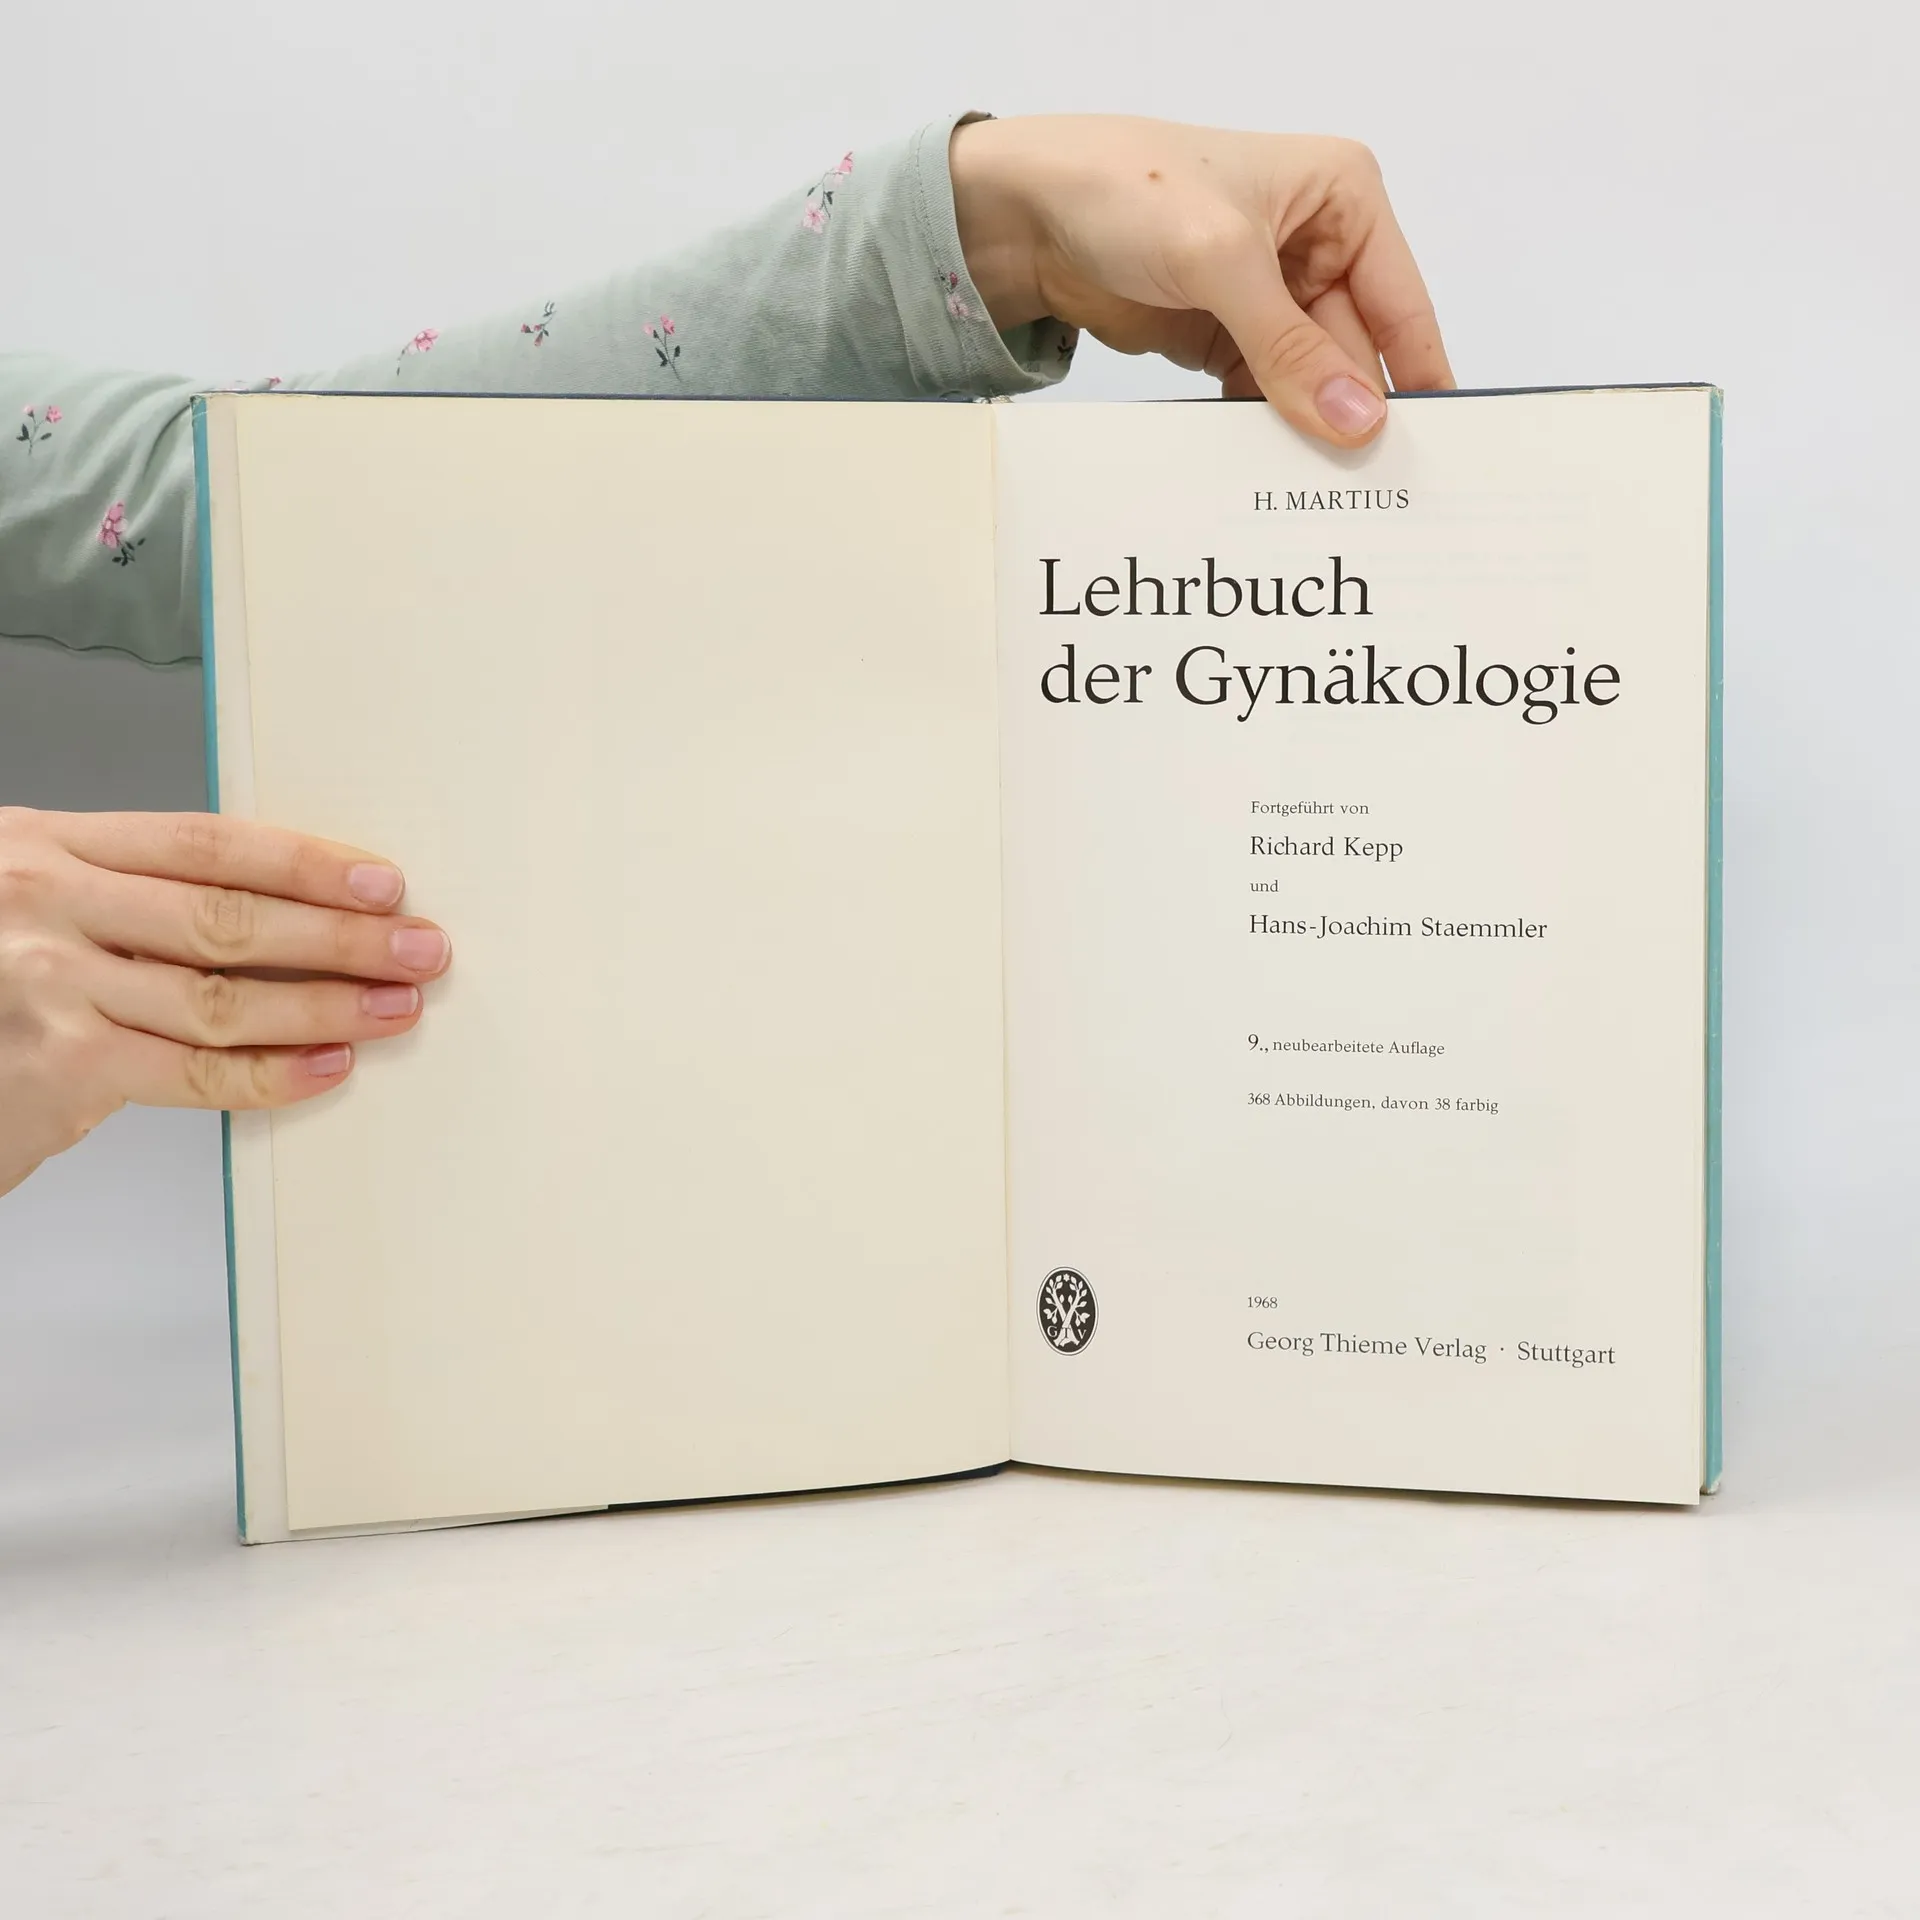 H. MARTIUS
Lehrbuch
der Gynäkologie
Fortgeführt von
Richard Kepp
und
Hans-Joachim Staemmler
9., neubearbeitete Auflage
368 Abbildungen, davon 38 farbig
GTV
1968
Georg Thieme Verlag · Stuttgart